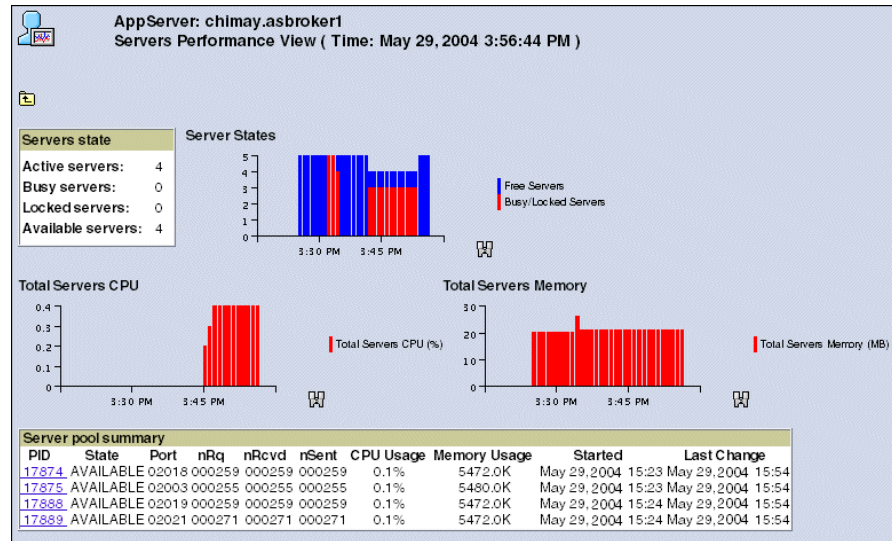 AppServer: chimay.asbroker1
Servers Performance View ( Time: May 29, 2004 3:56:44 PM )
Servers state
Active servers: 4
Busy servers: 0
Locked servers: 0
Available servers: 4
Server States
5
4
3
2
1
0
3:30 PM 3:45 PM
Free Servers
Busy/Locked Servers
Total Servers CPU
0.4
0.3
0.2
0.1
0
3:30 PM 3:45 PM
Total Servers CPU (%)
Total Servers Memory
30
20
10
0
3:30 PM 3:45 PM
Total Servers Memory (MB)
Server pool summary
PID State Port nRq nRcvd nSent CPU Usage Memory Usage Started Last Change
17874 AVAILABLE 02018 000259 000259 000259 0.1% 5472.0K May 29, 2004 15:23 May 29, 2004 15:54
17875 AVAILABLE 02003 000255 000255 000255 0.1% 5480.0K May 29, 2004 15:23 May 29, 2004 15:54
17888 AVAILABLE 02019 000259 000259 000259 0.1% 5472.0K May 29, 2004 15:24 May 29, 2004 15:54
17889 AVAILABLE 02021 000271 000271 000271 0.1% 5472.0K May 29, 2004 15:24 May 29, 2004 15:54